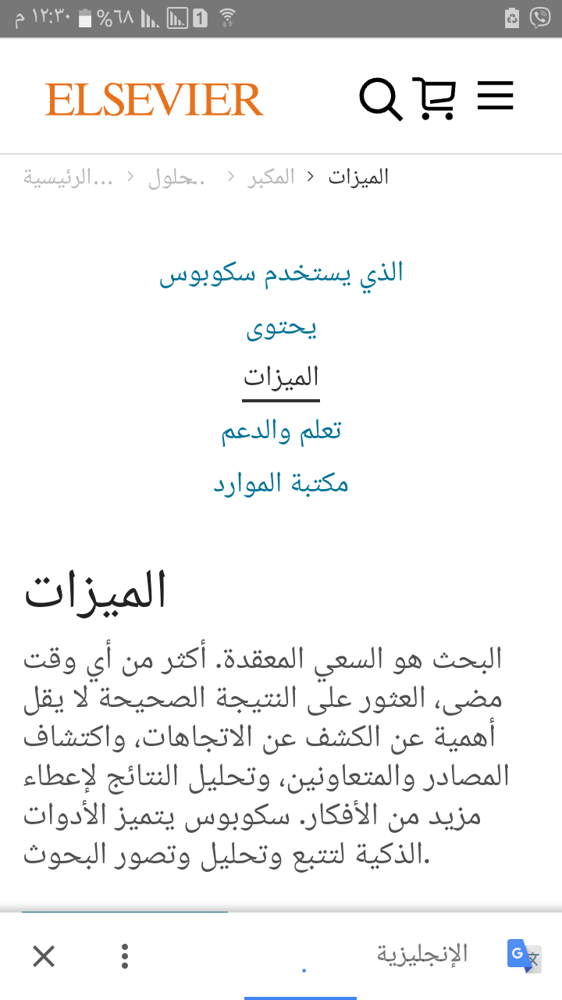 ١٢:٣٠ م
%٦٨
1
ELSEVIER
الرئيسية... > حلول... > المكبر > الميزات
الذي يستخدم سكوبوس
يحتوى
الميزات
تعلم والدعم
مكتبة الموارد
الميزات
البحث هو السعي المعقدة. أكثر من أي وقت
مضى، العثور على النتيجة الصحيحة لا يقل
أهمية عن الكشف عن الاتجاهات، واكتشاف
المصادر والمتعاونين، وتحليل النتائج لإعطاء
مزيد من الأفكار. سكوبوس يتميز الأدوات
الذكية لتتبع وتحليل وتصور البحوث.
الإنجليزية
G